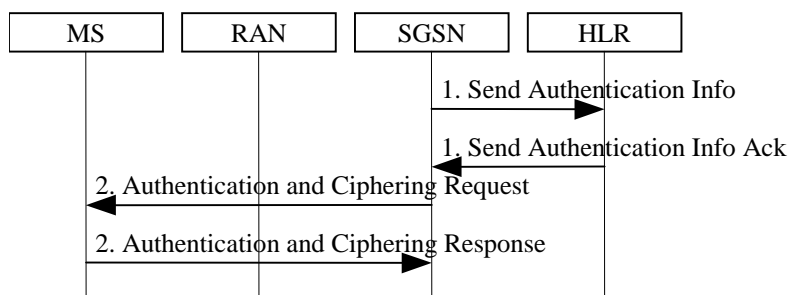 MS RAN SGSN HLR
1. Send Authentication Info
1. Send Authentication Info Ack
2. Authentication and Ciphering Request
2. Authentication and Ciphering Response